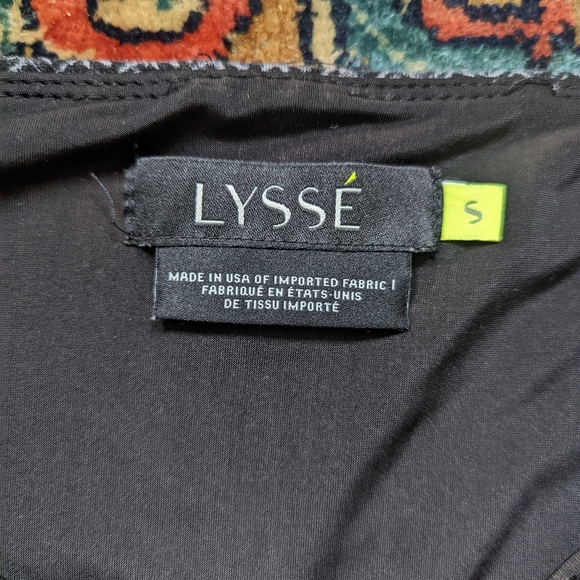 LYSSÉ
S
MADE IN USA OF IMPORTED FABRIC |
FABRIQUÉ EN ÉTATS-UNIS
DE TISSU IMPORTÉ